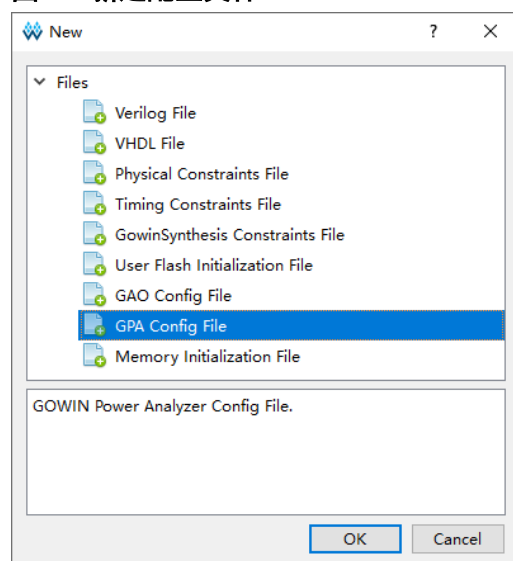 New
?
Files
Verilog File
VHDL File
Physical Constraints File
Timing Constraints File
GowinSynthesis Constraints File
User Flash Initialization File
GAO Config File
GPA Config File
Memory Initialization File
GOWIN Power Analyzer Config File.
OK
Cancel